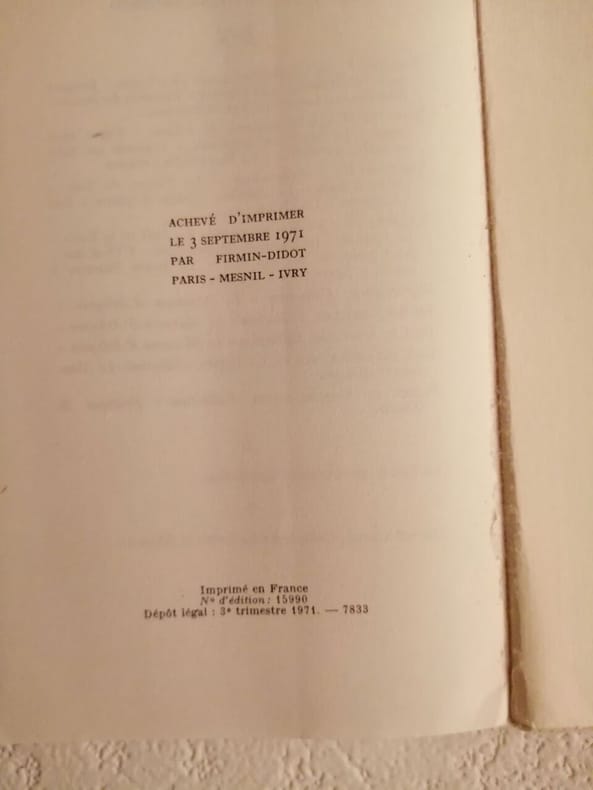 ACHEVÉ D'IMPRIMER
LE 3 SEPTEMBRE 1971
PAR FIRMIN-DIDOT
PARIS - MESNIL - IVRY
Imprimé en France
Nº d'édition : 15990
Dépôt légal : 3e trimestre 1971. — 7833